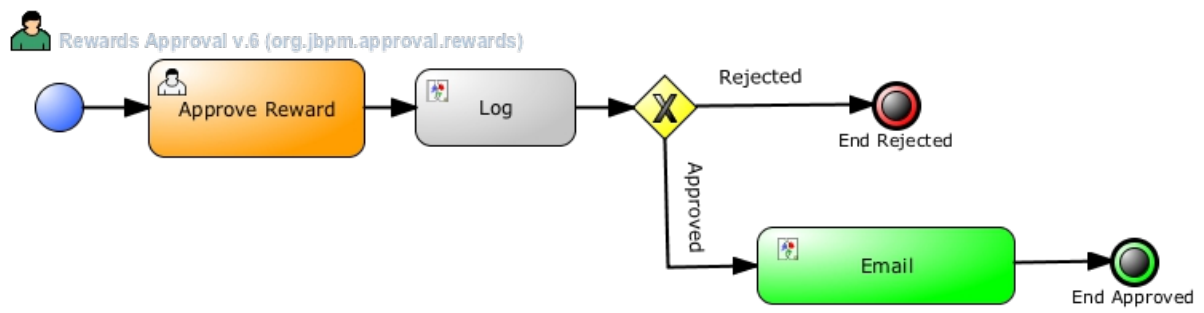 Rewards Approval v.6 (org.jbpm.approval.rewards)
Approve Reward
Log
X
Rejected
End Rejected
Approved
Email
End Approved